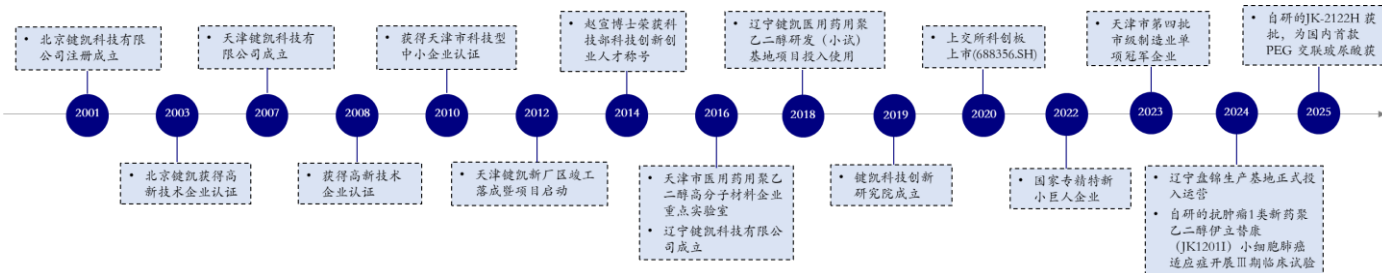 北京键凯科技有限
公司注册成立
天津键凯科技有
限公司成立
获得天津市科技型
中小企业认证
赵宣博士荣获科
技部科技创新创
业人才称号
辽宁键凯医用药用聚
乙二醇研发（小试）
基地项目投入使用
上交所科创板
上市(688356.SH)
天津市第四批
市级制造业单
项冠军企业
自研的JK-2122H 获
批，为国内首款
PEG 交联玻尿酸获
2001
2003
2007
2008
2010
2012
2014
2016
2018
2019
2020
2022
2023
2024
2025
北京键凯获得高
新技术企业认证
获得高新技术
企业认证
天津键凯新厂区竣工
落成暨项目启动
天津市医用药用聚乙
二醇高分子材料企业
重点实验室
辽宁键凯科技有限公
司成立
键凯科技创新
研究院成立
国家专精特新
小巨人企业
辽宁盘锦生产基地正式投
入运营
自研的抗肿瘤1类新药聚
乙二醇伊立替康
（JK1201I）小细胞肺癌
适应症开展Ⅲ期临床试验